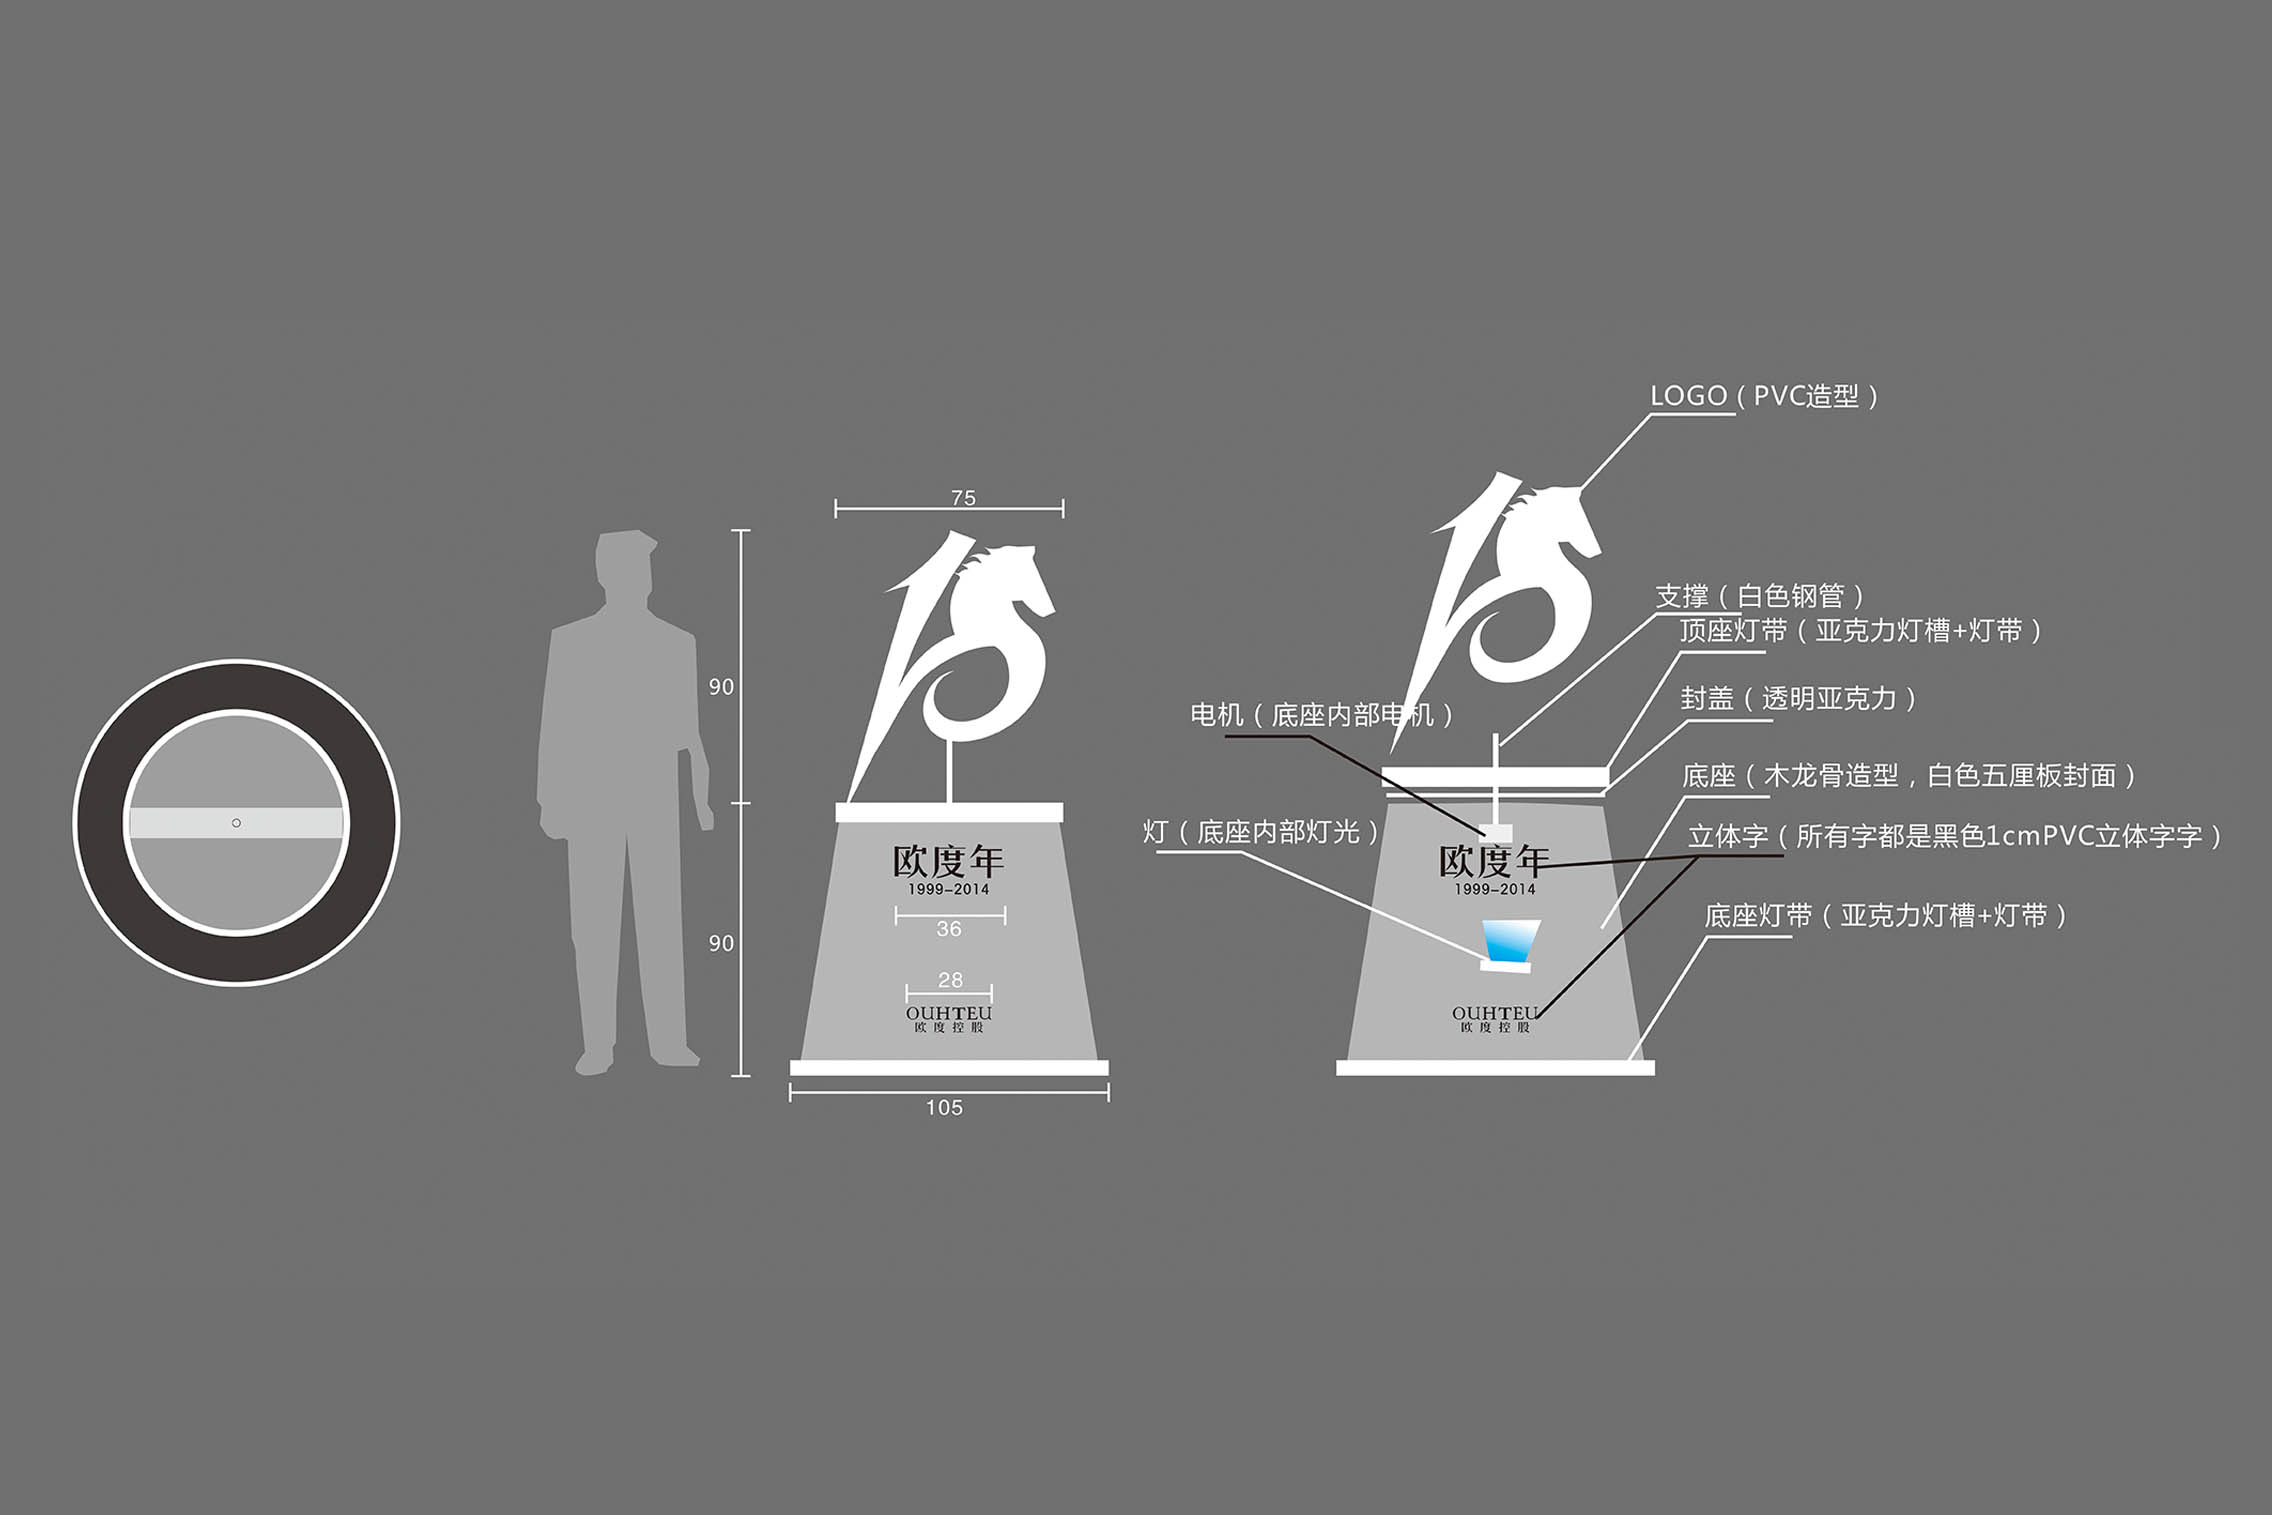 75
90
90
欧度年
1999-2014
36
28
OUHTEU
欧度控股
105
LOGO（PVC造型）
支撑（白色钢管）
顶座灯带（亚克力灯槽+灯带）
封盖（透明亚克力）
电机（底座内部电机）
底座（木龙骨造型，白色五厘板封面）
灯（底座内部灯光）
立体字（所有字都是黑色1cmPVC立体字字）
欧度年
1999-2014
底座灯带（亚克力灯槽+灯带）
OUHTEU
欧度控股